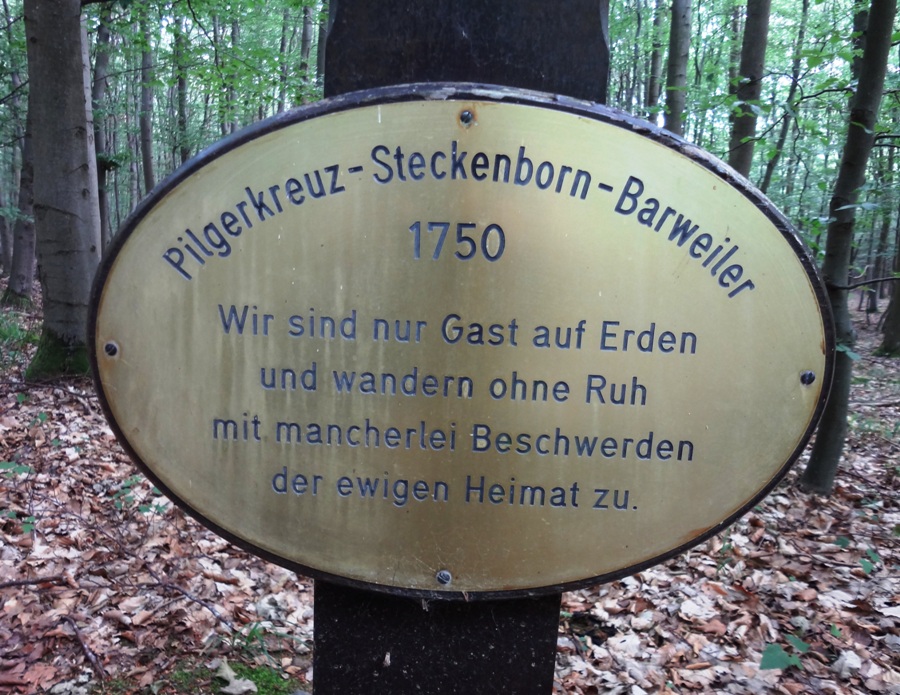 Pilgerkreuz-Steckenborn-Barweiler
1750
Wir sind nur Gast auf Erden
und wandern ohne Ruh
mit mancherlei Beschwerden
der ewigen Heimat zu.